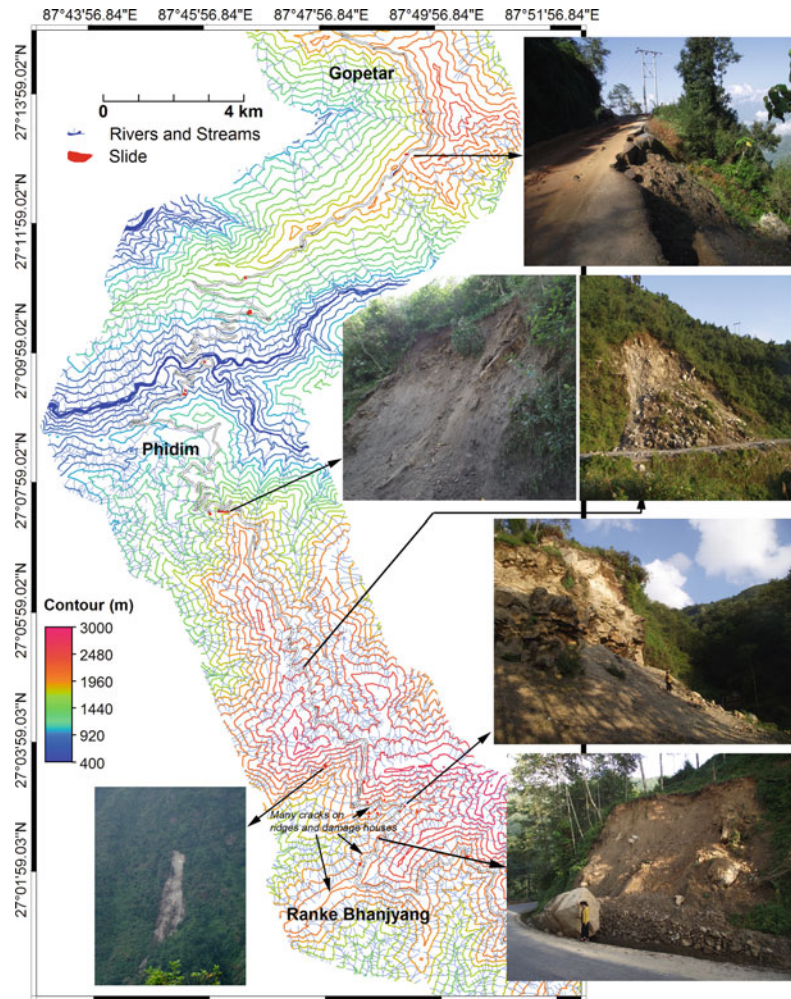 87°43'56.84"E 87°45'56.84"E 87°47'56.84"E 87°49'56.84"E 87°51'56.84"E
Gopetar
0 4 km
Rivers and Streams
Slide
27°13'59.02"N
27°11'59.02"N
27°09'59.02"N
Phidim
27°07'59.02"N
27°05'59.02"N
Contour (m)
3000
2480
1960
1440
920
400
27°03'59.03"N
Many cracks on
ridges and damage houses
27°01'59.03"N
Ranke Bhanjyang